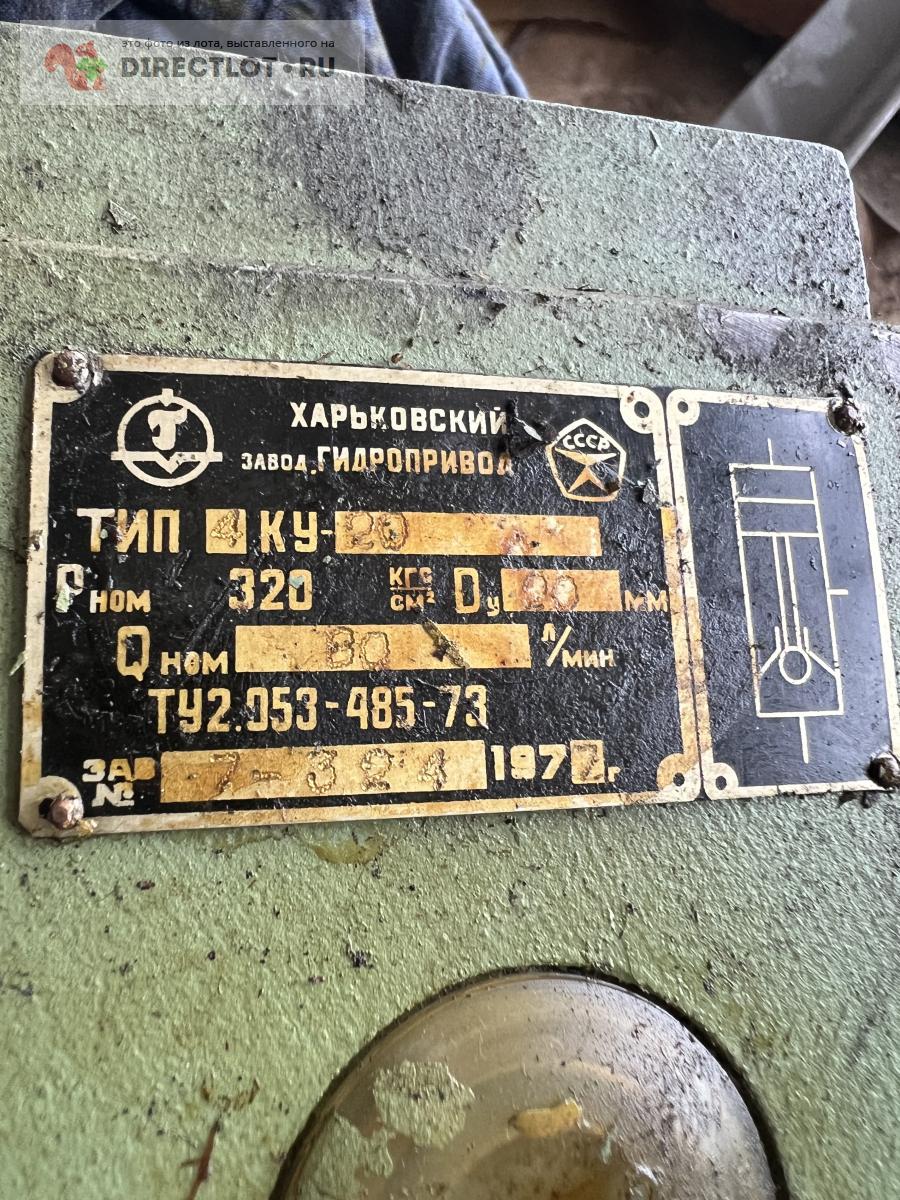 это фото из лота, выставленного на
DIRECTLOT.RU
ХАРЬКОВСКИЙ
ЗАВОД „ГИДРОПРИВОД"
СССР
ТИП 4 КУ-20
Pном 320 кгс/см² Dу 20 мм
Qном 80 л/мин
ТУ2.053-485-73
ЗАВ № 7-324 1977г